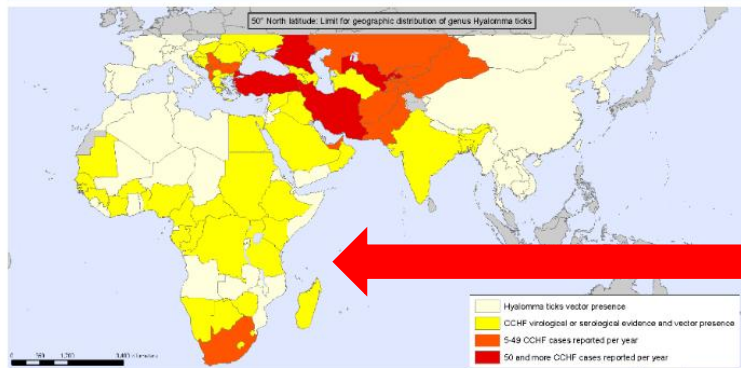 50° North latitude: Limit for geographic distribution of genus Hyalomma ticks
Hyalomma ticks vector presence
CCHF virological or serological evidence and vector presence
5-49 CCHF cases reported per year
50 and more CCHF cases reported per year
0